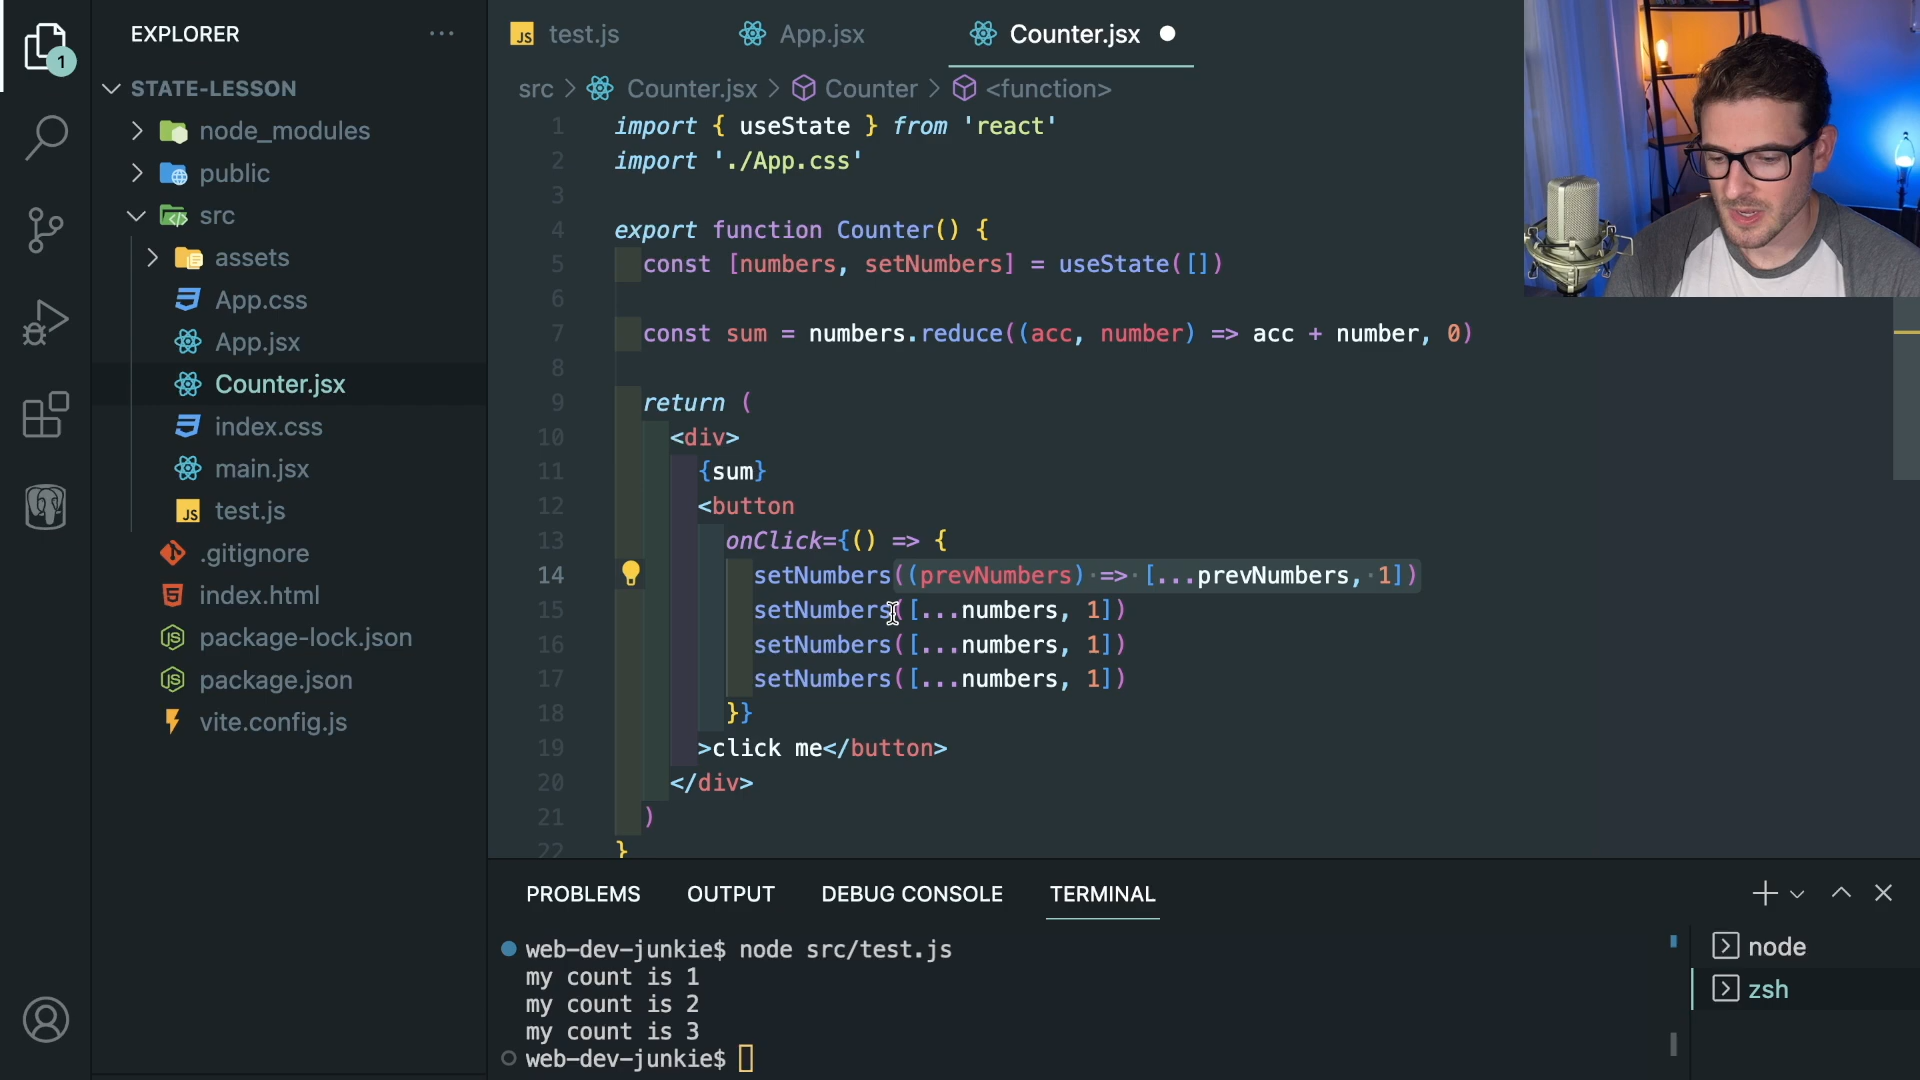 EXPLORER
STATE-LESSON
node_modules
public
src
assets
App.css
App.jsx
Counter.jsx
index.css
main.jsx
JS test.js
.gitignore
index.html
package-lock.json
package.json
vite.config.js
1
JS test.js
App.jsx
Counter.jsx
src > Counter.jsx > Counter > <function>
1 import { useState } from 'react'
2 import './App.css'
3
4 export function Counter() {
5 const [numbers, setNumbers] = useState([])
6
7 const sum = numbers.reduce((acc, number) => acc + number, 0)
8
9 return (
10 <div>
11 {sum}
12 <button
13 onClick={() => {
14 setNumbers((prevNumbers) => [...prevNumbers, 1])
15 setNumbers([...numbers, 1])
16 setNumbers([...numbers, 1])
17 setNumbers([...numbers, 1])
18 }}
19 >click me</button>
20 </div>
21 )
22 }
PROBLEMS OUTPUT DEBUG CONSOLE TERMINAL
web-dev-junkie$ node src/test.js
my count is 1
my count is 2
my count is 3
web-dev-junkie$
node
zsh